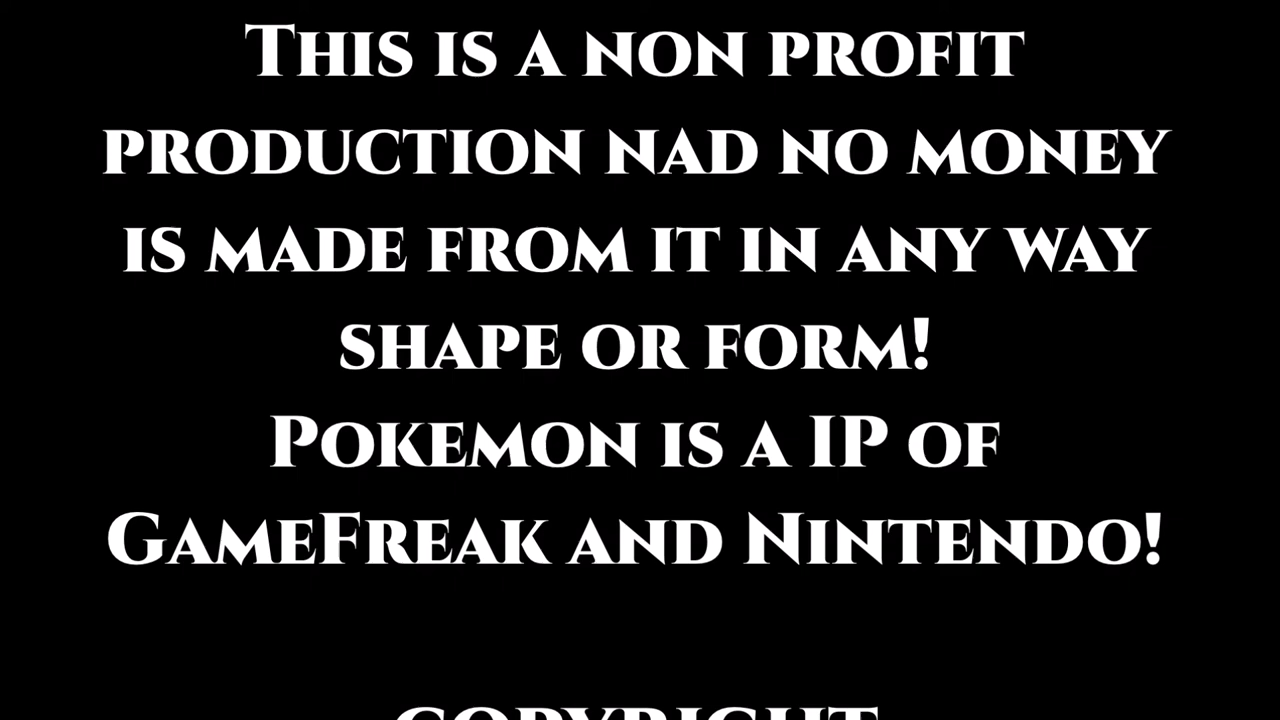 This is a non profit
production nad no money
is made from it in any way
shape or form!
Pokemon is a IP of
GameFreak and Nintendo!
copyright